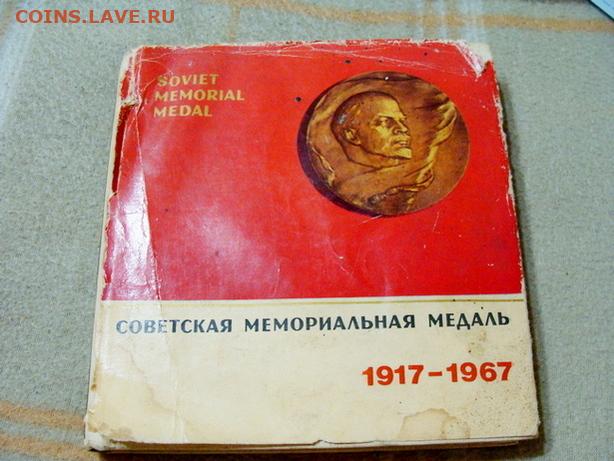 COINS.LAVE.RU
SOVIET
MEMORIAL
MEDAL
СОВЕТСКАЯ МЕМОРИАЛЬНАЯ МЕДАЛЬ
1917-1967